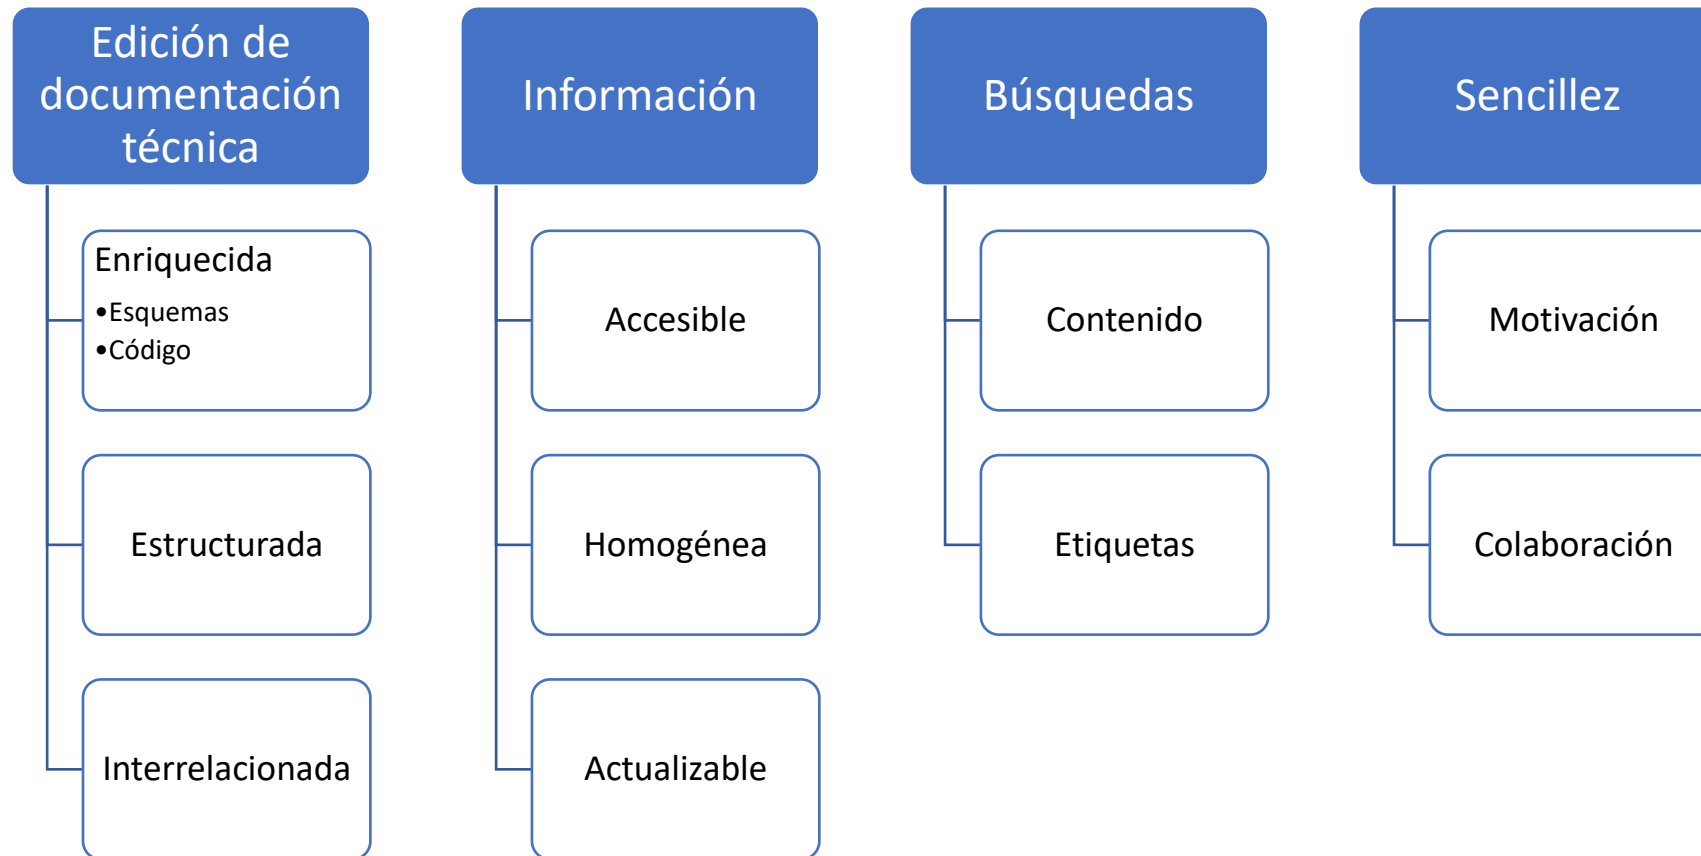 Edición de
documentación
técnica
Enriquecida
•Esquemas
•Código
Estructurada
Interrelacionada
Información
Accesible
Homogénea
Actualizable
Búsquedas
Contenido
Etiquetas
Sencillez
Motivación
Colaboración